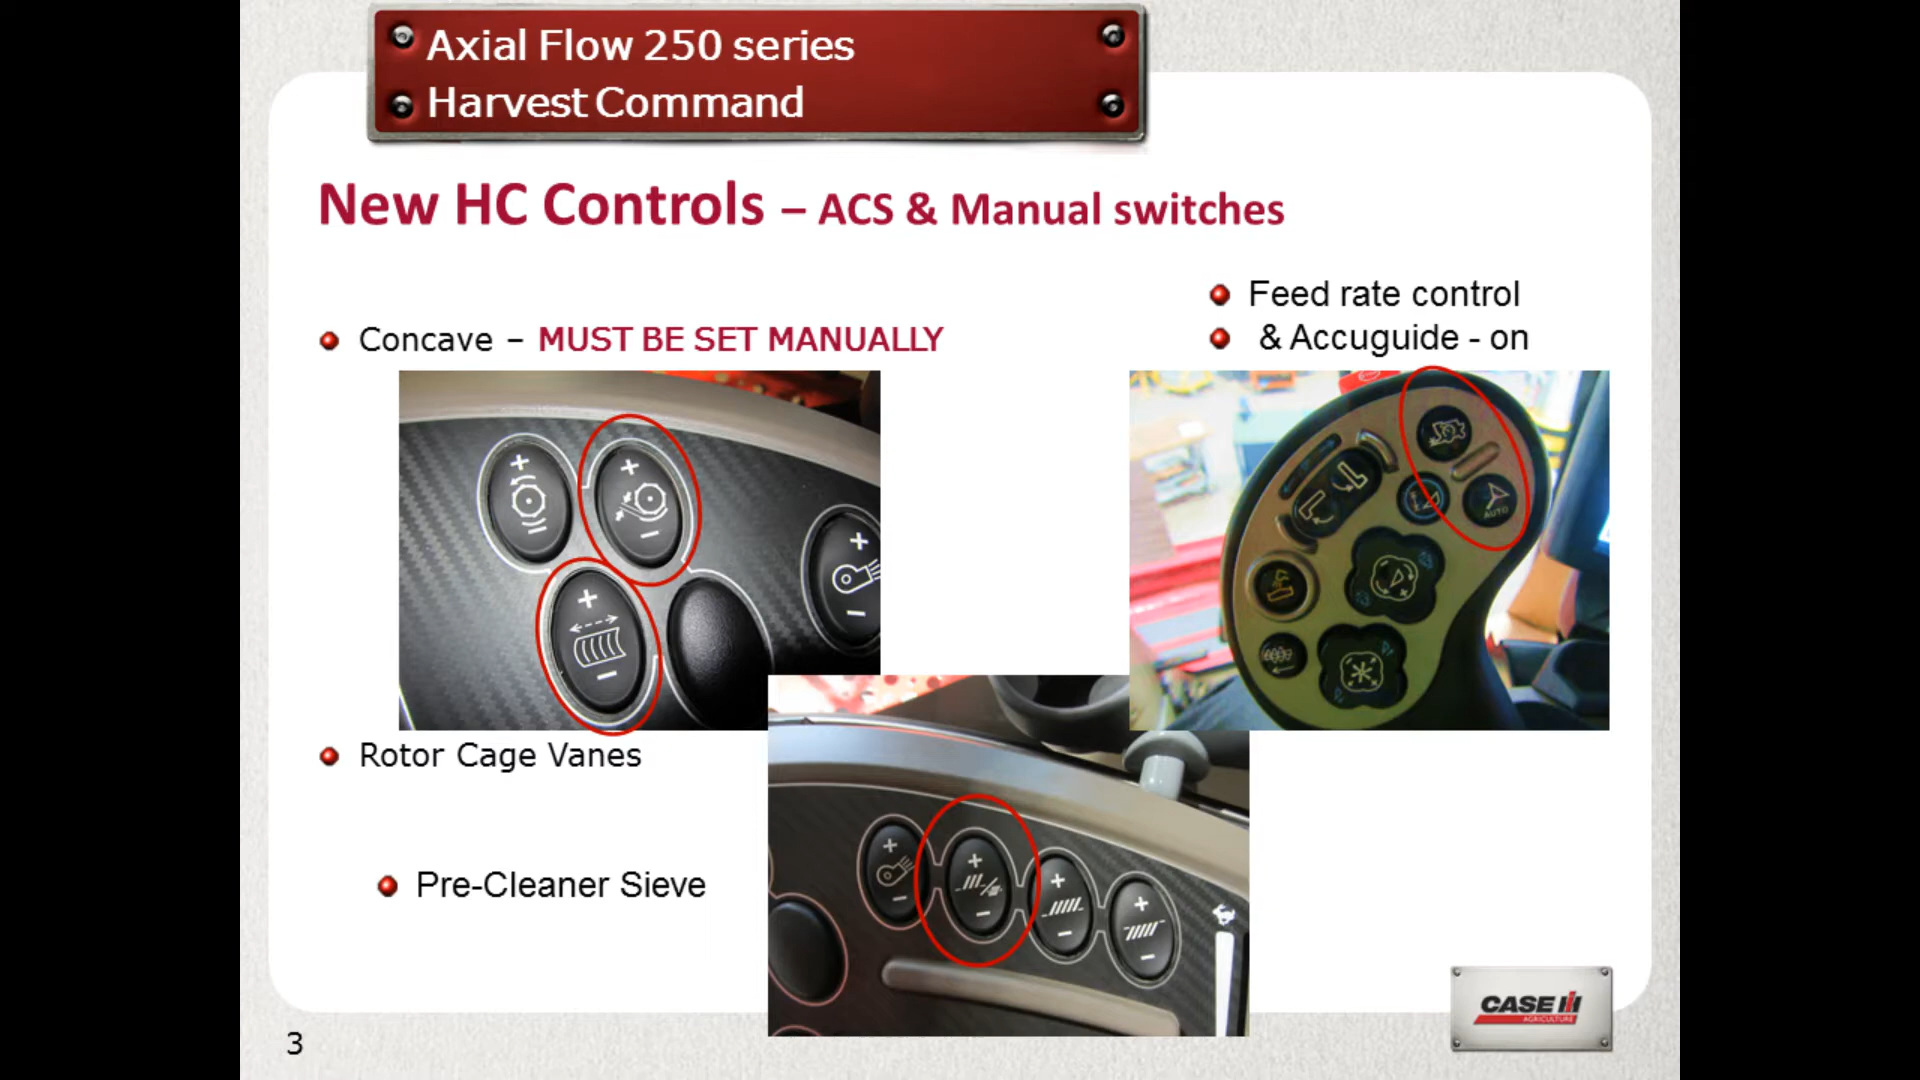 Axial Flow 250 series
Harvest Command
New HC Controls – ACS & Manual switches
Feed rate control
& Accuguide - on
Concave – MUST BE SET MANUALLY
AUTO
Rotor Cage Vanes
Pre-Cleaner Sieve
CASE IH
AGRICULTURE
3